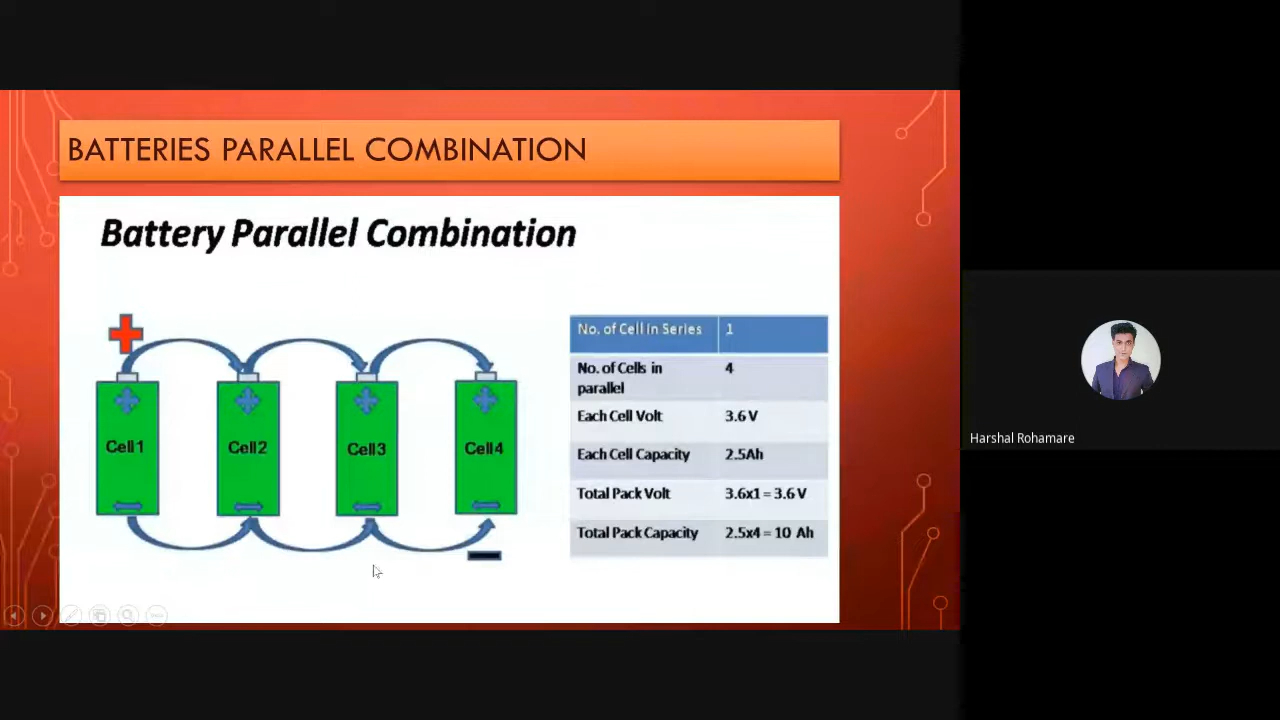 BATTERIES PARALLEL COMBINATION
Battery Parallel Combination
Cell1
Cell2
Cell3
Cell4
No. of Cell in Series 1
No. of Cells in
parallel 4
Each Cell Volt 3.6 V
Each Cell Capacity 2.5Ah
Total Pack Volt 3.6x1 = 3.6 V
Total Pack Capacity 2.5x4 = 10 Ah
Harshal Rohamare